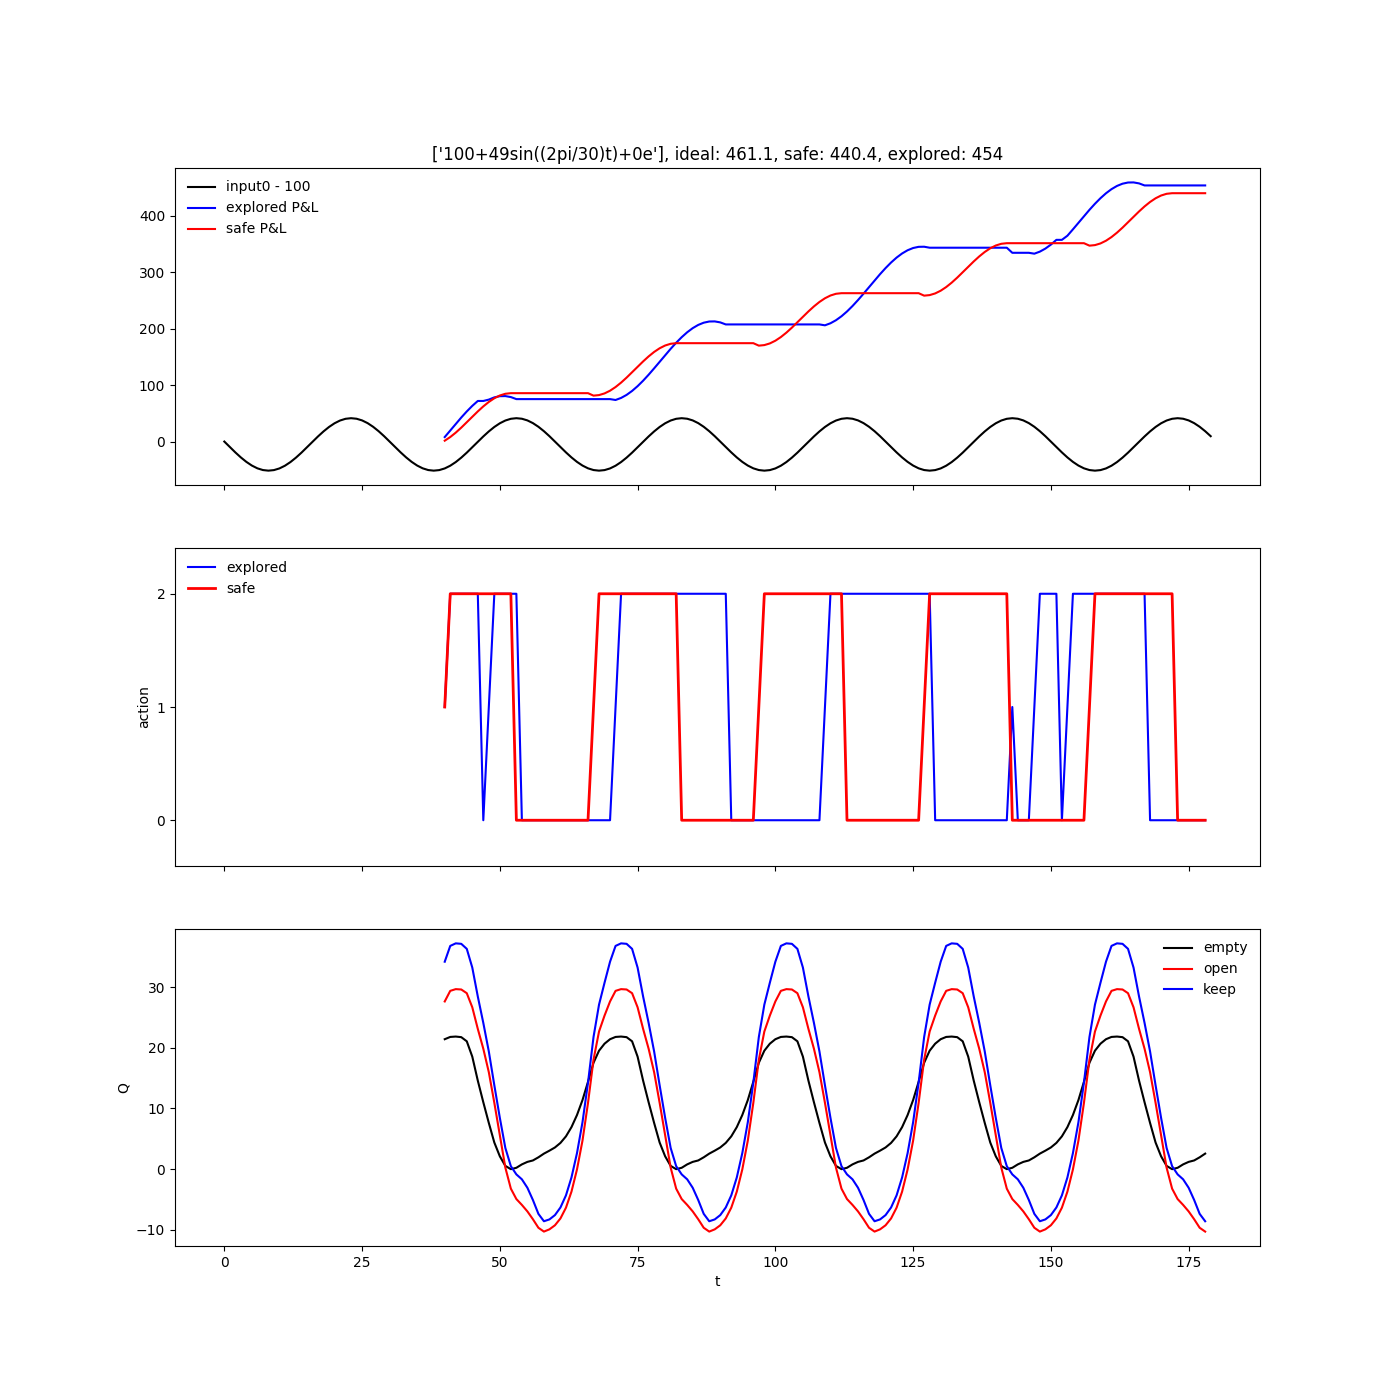 ['100+49sin((2pi/30)t)+0e'], ideal: 461.1, safe: 440.4, explored: 454
input0 - 100
explored P&L
safe P&L
400
300
200
100
0
explored
safe
2
1
0
action
empty
open
keep
30
20
10
0
−10
Q
0 25 50 75 100 125 150 175
t